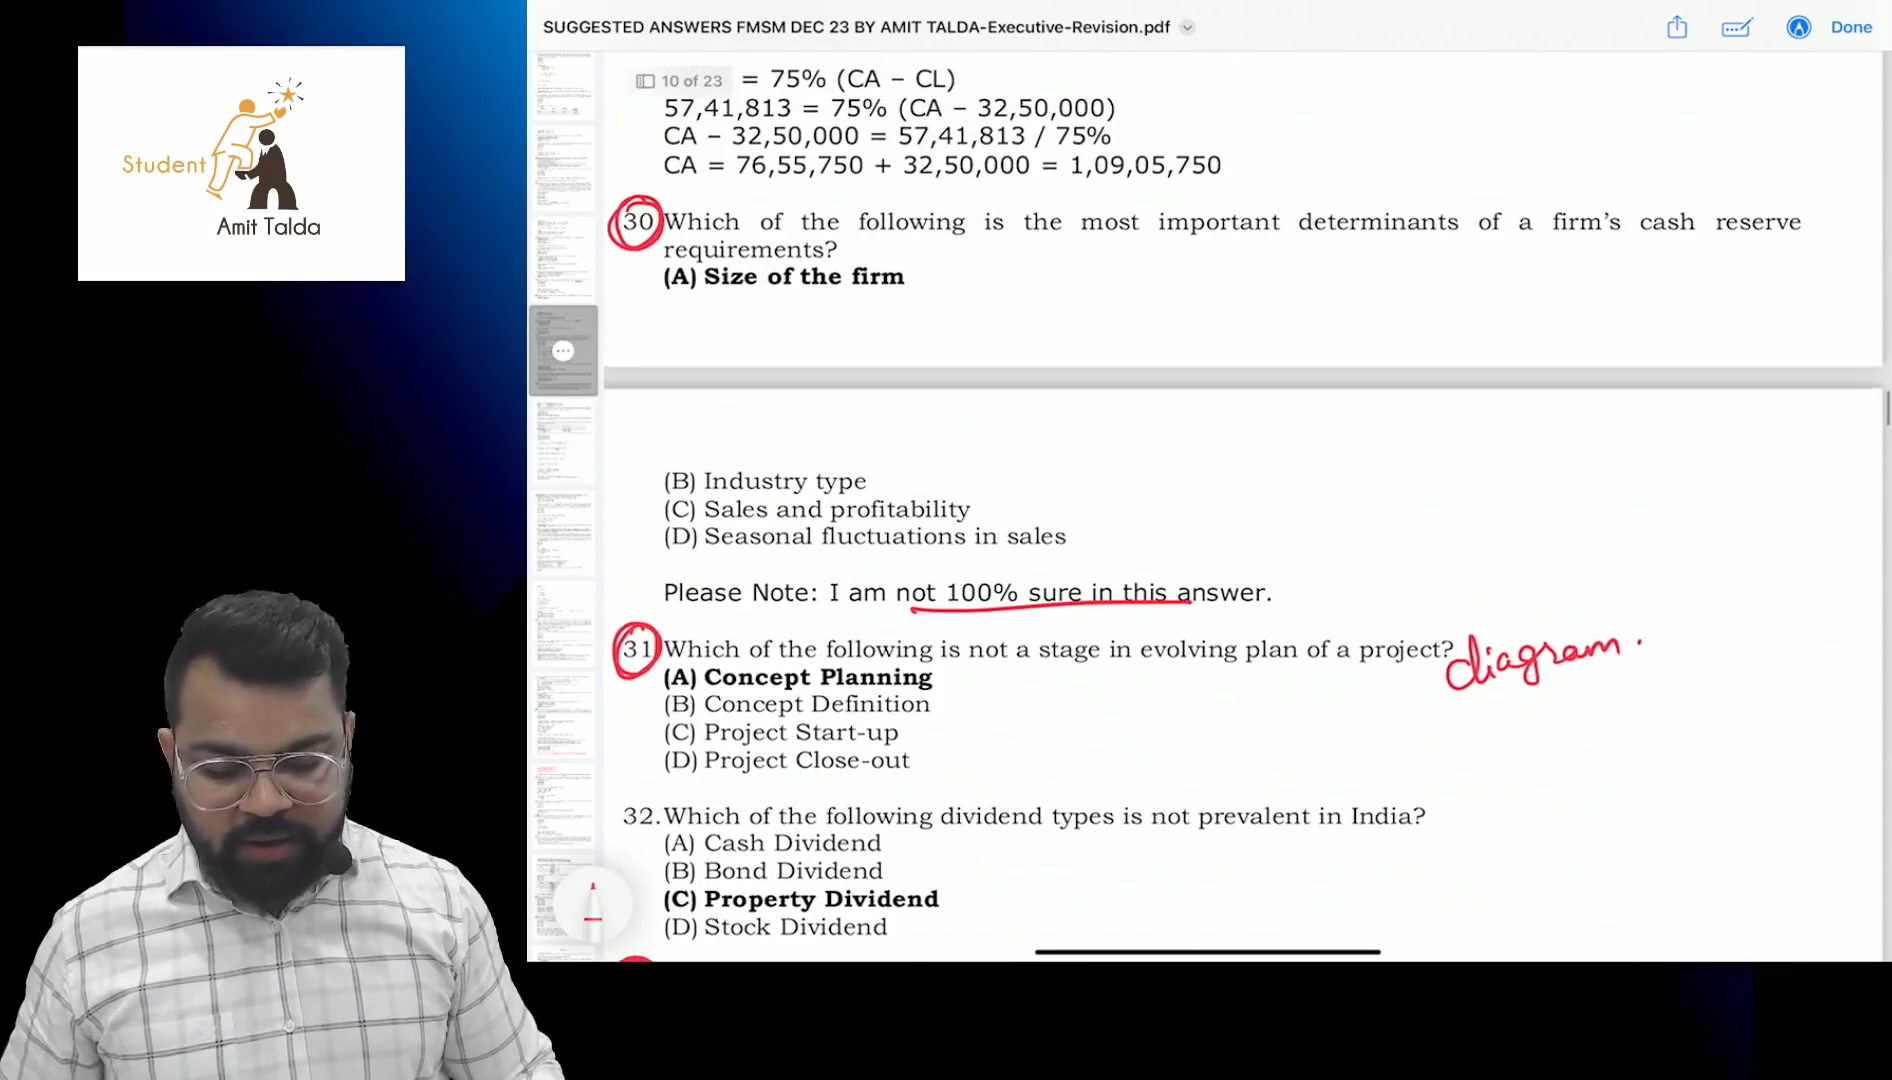 SUGGESTED ANSWERS FMSM DEC 23 BY AMIT TALDA-Executive-Revision.pdf
Done
Student
Amit Talda
10 of 23
= 75% (CA – CL)
57,41,813 = 75% (CA – 32,50,000)
CA – 32,50,000 = 57,41,813 / 75%
CA = 76,55,750 + 32,50,000 = 1,09,05,750
30 Which of the following is the most important determinants of a firm’s cash reserve
requirements?
(A) Size of the firm
(B) Industry type
(C) Sales and profitability
(D) Seasonal fluctuations in sales
Please Note: I am not 100% sure in this answer.
31 Which of the following is not a stage in evolving plan of a project? diagram
(A) Concept Planning
(B) Concept Definition
(C) Project Start-up
(D) Project Close-out
32. Which of the following dividend types is not prevalent in India?
(A) Cash Dividend
(B) Bond Dividend
(C) Property Dividend
(D) Stock Dividend